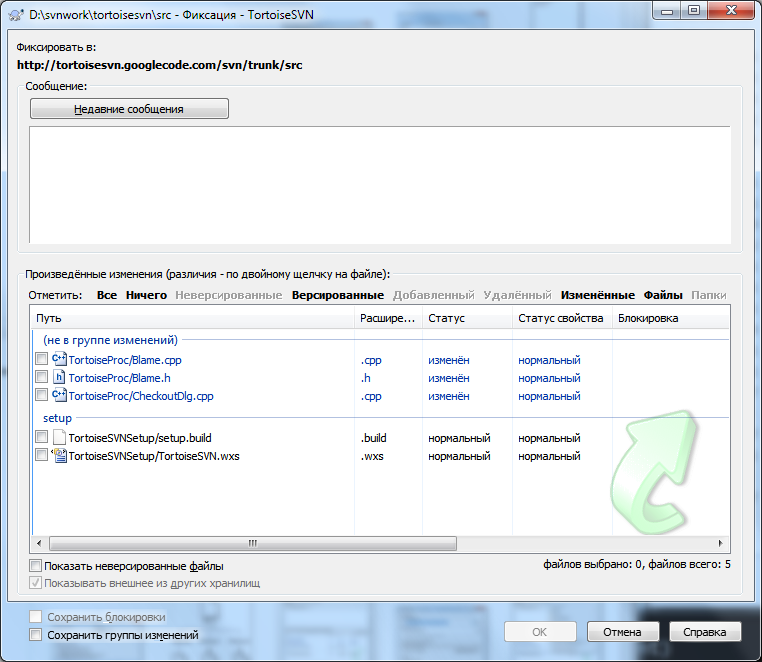 D:\svnwork\tortoisesvn\src - Фиксация - TortoiseSVN
Фиксировать в:
http://tortoisesvn.googlecode.com/svn/trunk/src
Сообщение:
Недавние сообщения
Произведённые изменения (различия - по двойному щелчку на файле):
Отметить: Все Ничего Неверсированные Версированные Добавленный Удалённый Изменённые Файлы Папки
Путь Расшире... Статус Статус свойства Блокировка
(не в группе изменений)
TortoiseProc/Blame.cpp .cpp изменён нормальный
TortoiseProc/Blame.h .h изменён нормальный
TortoiseProc/CheckoutDlg.cpp .cpp изменён нормальный
setup
TortoiseSVNSetup/setup.build .build нормальный нормальный
TortoiseSVNSetup/TortoiseSVN.wxs .wxs нормальный нормальный
Показать неверсированные файлы файлов выбрано: 0, файлов всего: 5
Показывать внешнее из других хранилищ
Сохранить блокировки
Сохранить группы изменений
ОК Отмена Справка